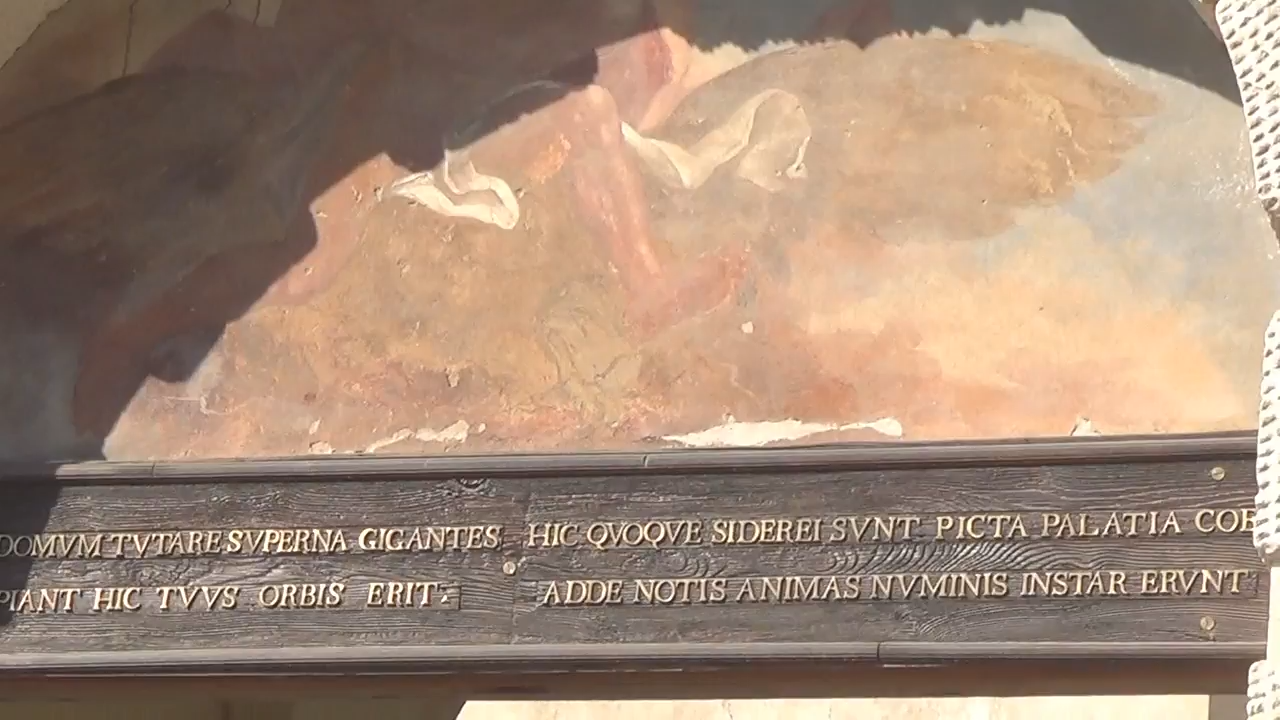 DOMVM TVTARE SVPERNA GIGANTES
PIANT HIC TVVS ORBIS ERIT.
HIC QVOQVE SIDEREI SVNT PICTA PALATIA COE
ADDE NOTIS ANIMAS NVMINIS INSTAR ERVNT